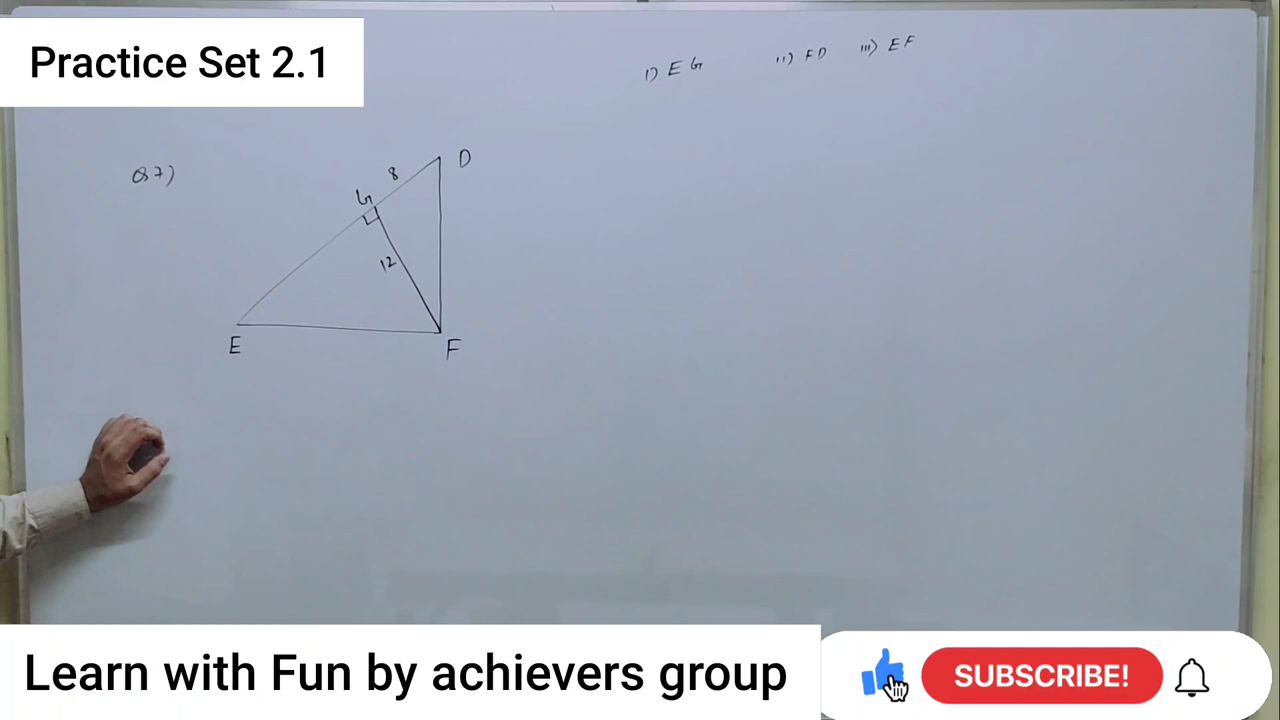 Practice Set 2.1
i) EG ii) FD iii) EF
Q7)
D
8
G
12
E
F
Learn with Fun by achievers group
SUBSCRIBE!